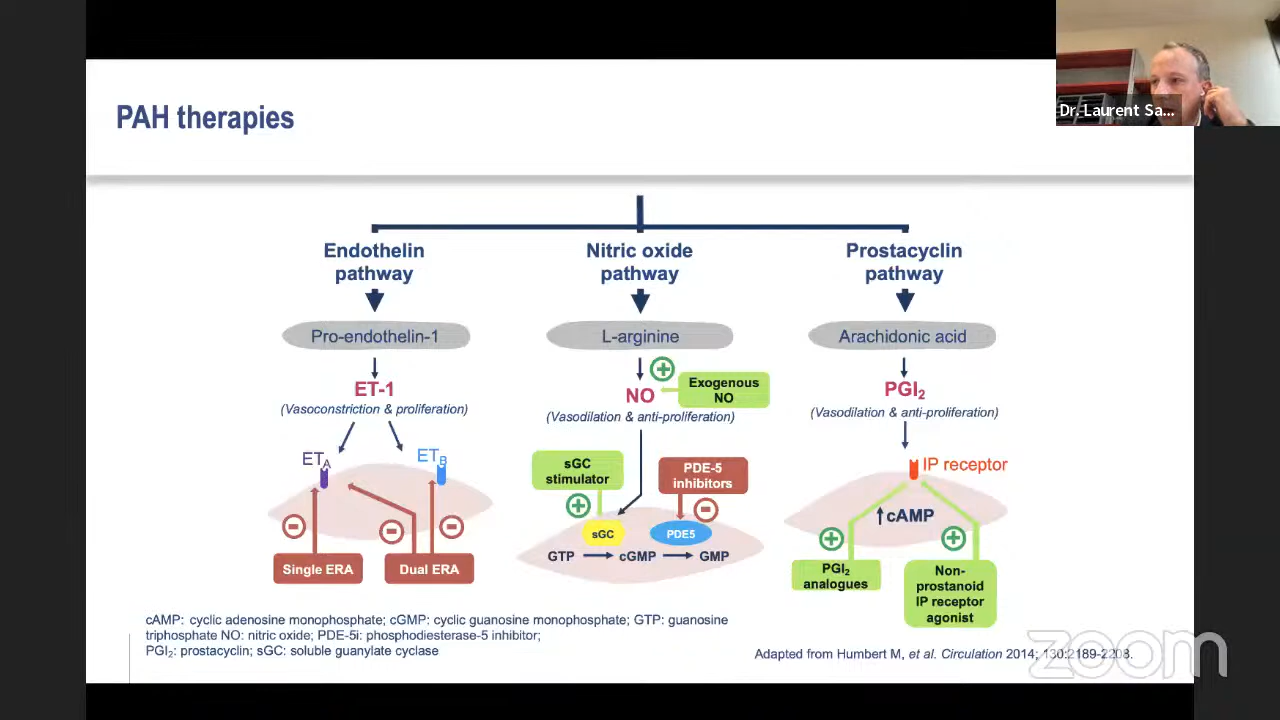 Dr. Laurent Sa...
PAH therapies
Endothelin
pathway
Nitric oxide
pathway
Prostacyclin
pathway
Pro-endothelin-1
L-arginine
Arachidonic acid
ET-1
(Vasoconstriction & proliferation)
NO
Exogenous
NO
(Vasodilation & anti-proliferation)
PGI₂
(Vasodilation & anti-proliferation)
ETA
ETB
sGC
stimulator
PDE-5
inhibitors
IP receptor
sGC
PDE5
GTP
cGMP
GMP
cAMP
Single ERA
Dual ERA
PGI₂
analogues
Non-
prostanoid
IP receptor
agonist
cAMP: cyclic adenosine monophosphate; cGMP: cyclic guanosine monophosphate; GTP: guanosine
triphosphate NO: nitric oxide; PDE-5i: phosphodiesterase-5 inhibitor;
PGI₂: prostacyclin; sGC: soluble guanylate cyclase
Adapted from Humbert M, et al. Circulation 2014; 130:2189-2208.
zoom